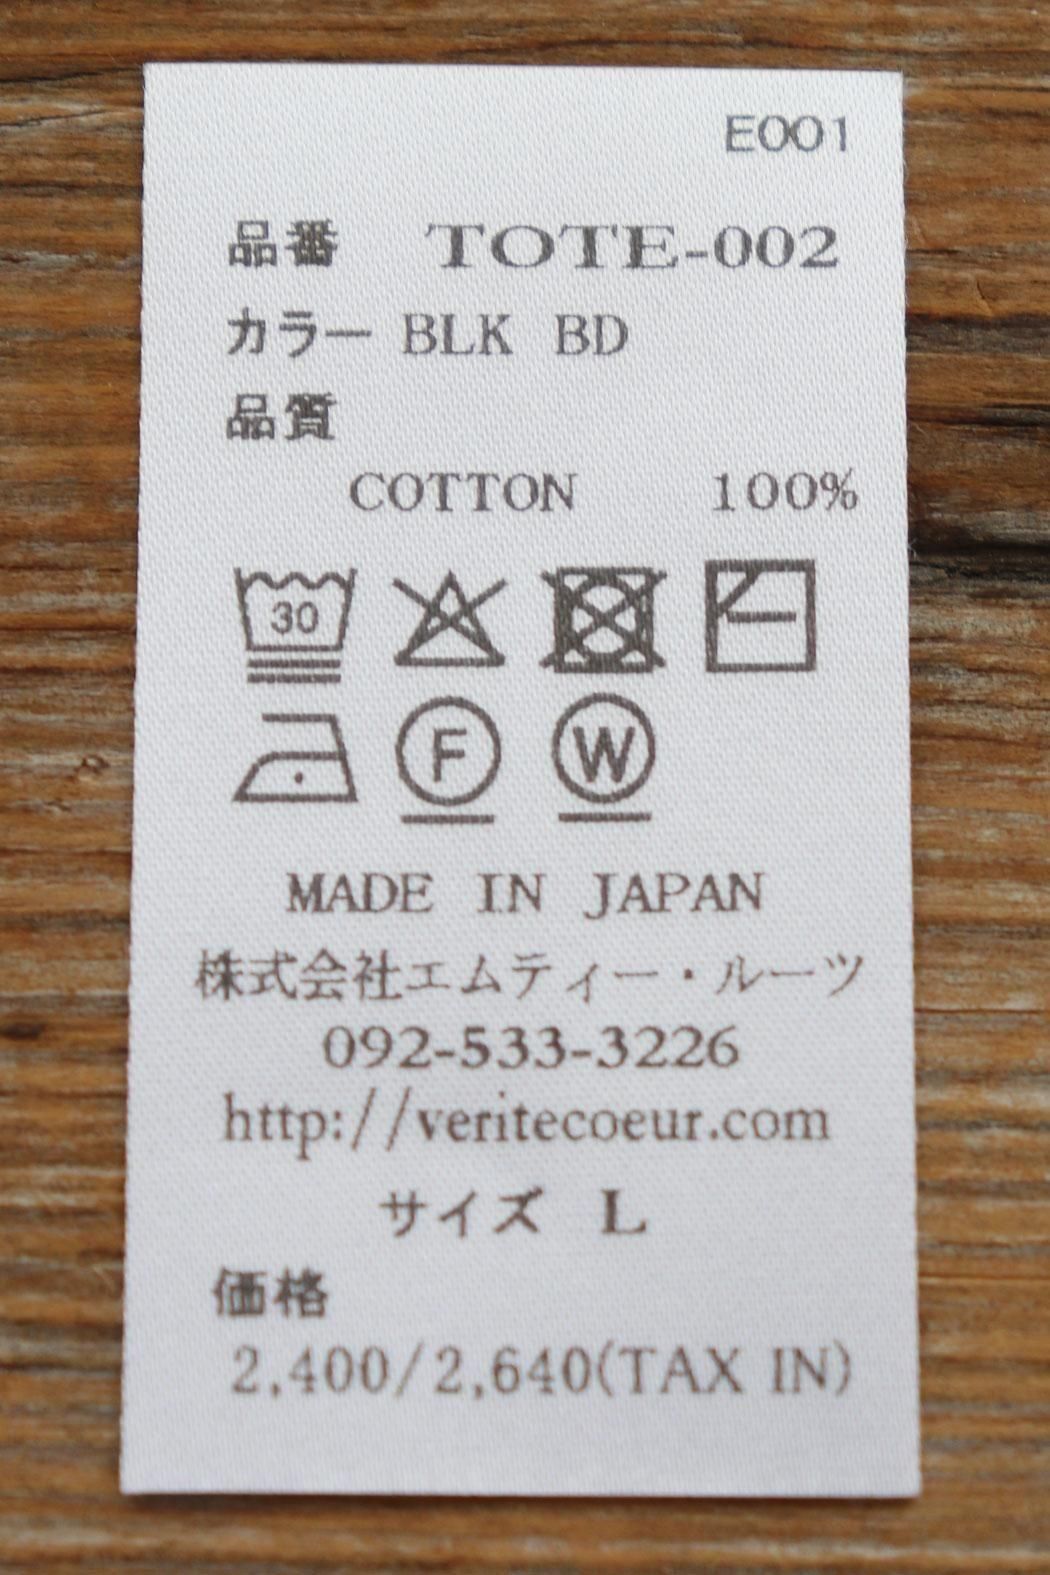 E001
品番 TOTE-002
カラー BLK BD
品質
COTTON 100%
30
F W
MADE IN JAPAN
株式会社エムティー・ルーツ
092-533-3226
http://veritecoeur.com
サイズ L
価格
2,400/2,640(TAX IN)